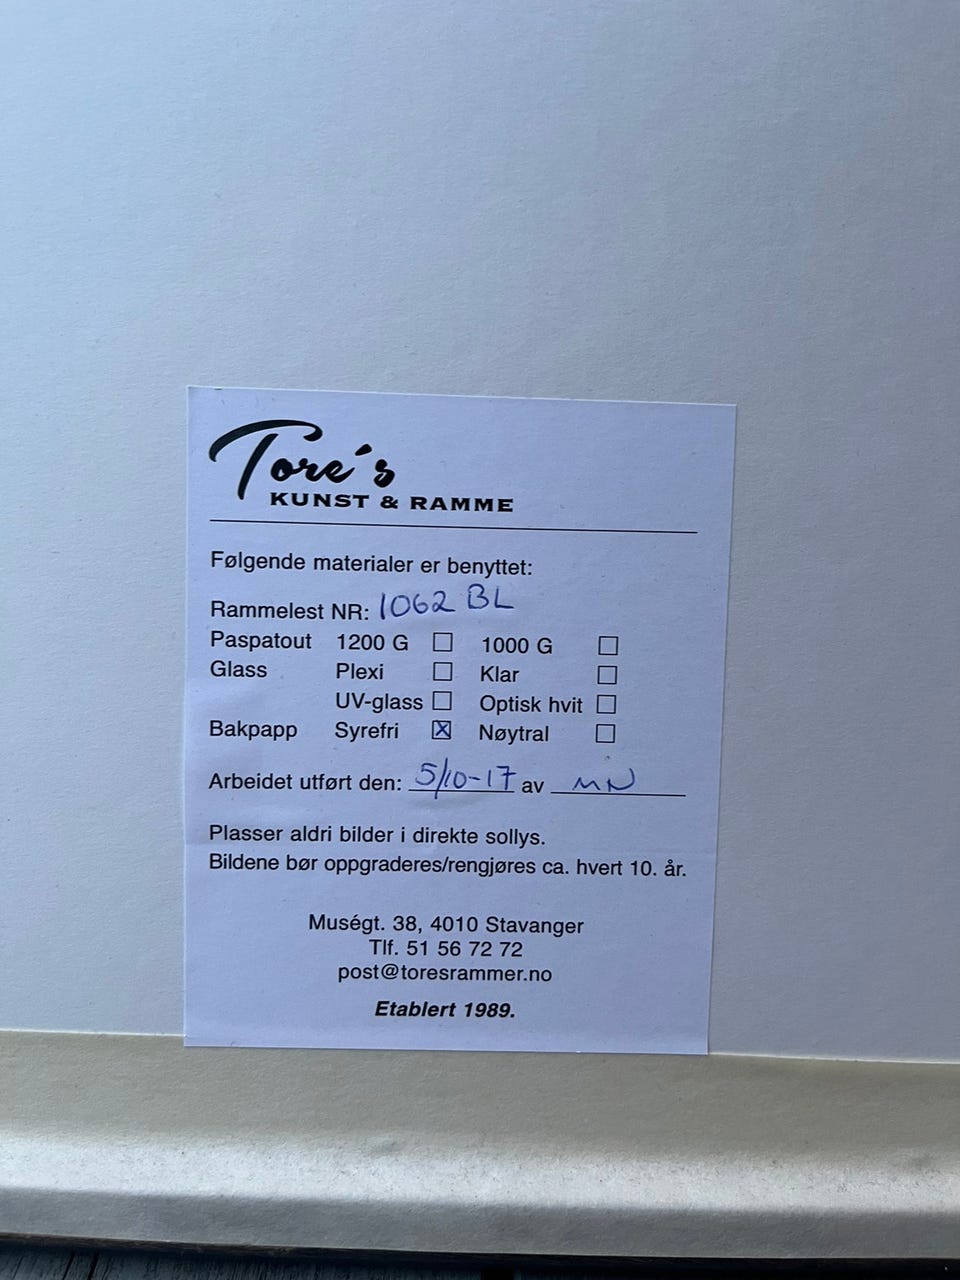 Tore´s
KUNST & RAMME
Følgende materialer er benyttet:
Rammelest NR: 1062 BL
Paspatout 1200 G ☐ 1000 G ☐
Glass Plexi ☐ Klar ☐
UV-glass ☐ Optisk hvit ☐
Bakpapp Syrefri ☒ Nøytral ☐
Arbeidet utført den: 5/10-17 av MN
Plasser aldri bilder i direkte sollys.
Bildene bør oppgraderes/rengjøres ca. hvert 10. år.
Muségt. 38, 4010 Stavanger
Tlf. 51 56 72 72
post@toresrammer.no
Etablert 1989.